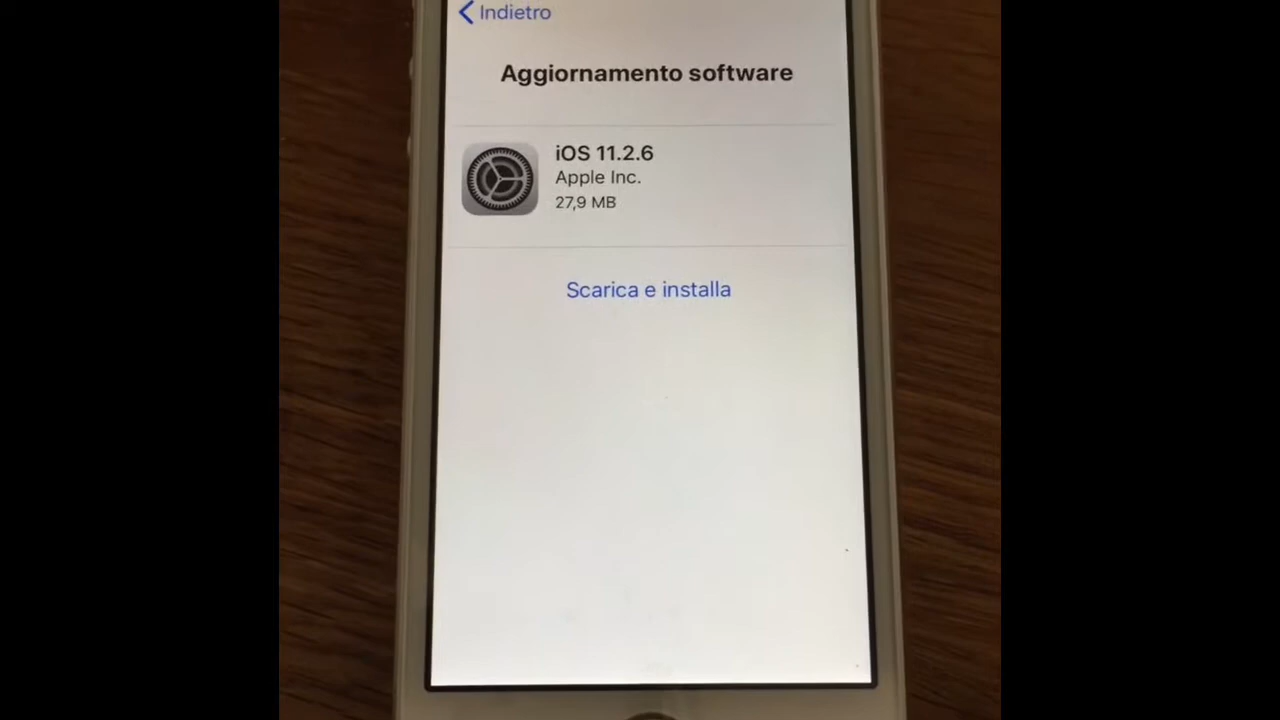 Indietro
Aggiornamento software
iOS 11.2.6
Apple Inc.
27,9 MB
Scarica e installa